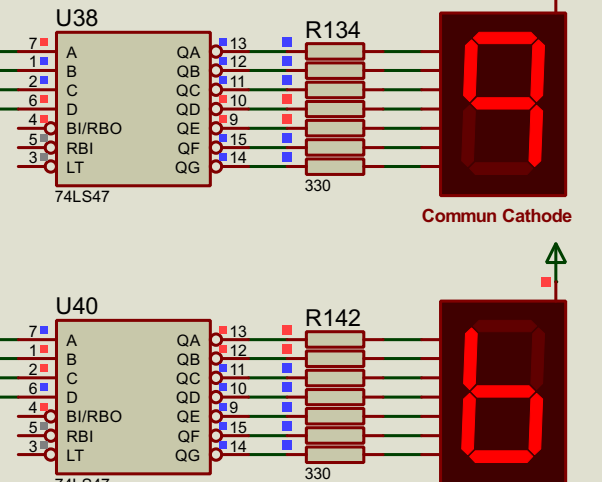 U38
R134
7 A QA 13
1 B QB 12
2 C QC 11
6 D QD 10
4 BI/RBO QE 9
5 RBI QF 15
3 LT QG 14
74LS47
330
Commun Cathode
U40
R142
7 A QA 13
1 B QB 12
2 C QC 11
6 D QD 10
4 BI/RBO QE 9
5 RBI QF 15
3 LT QG 14
74LS47
330